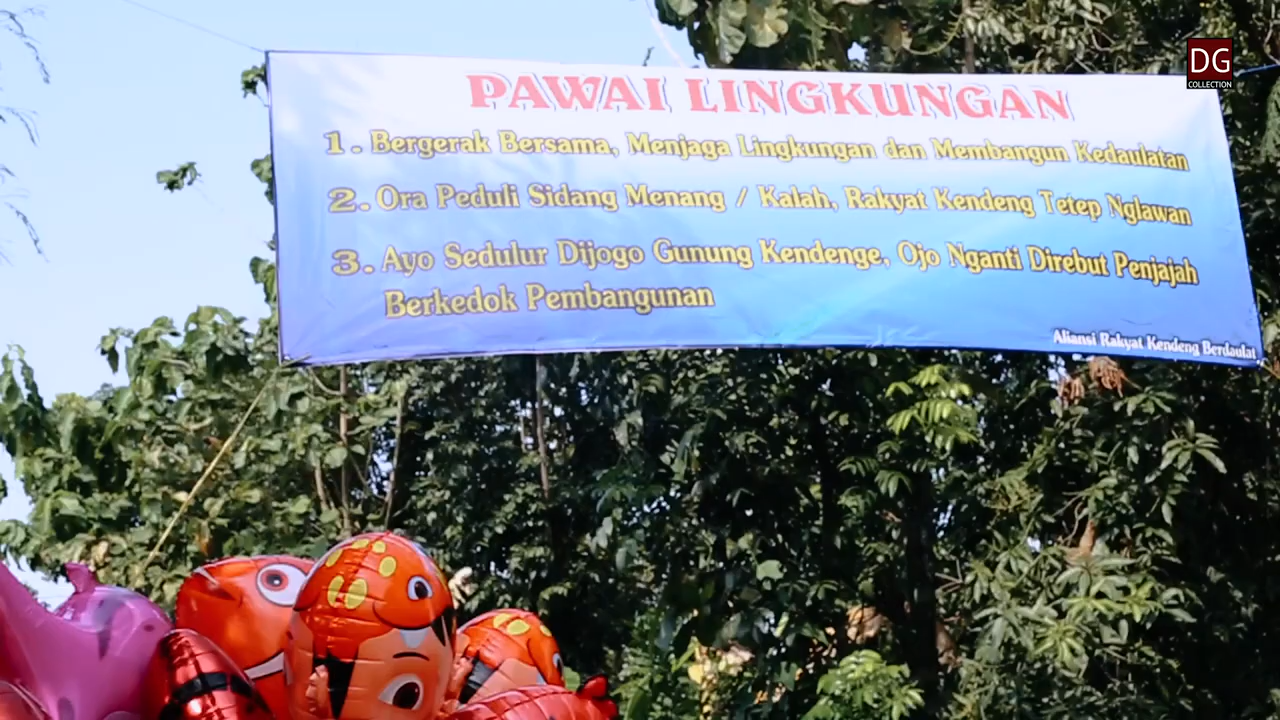 DG
COLLECTION
PAWAI LINGKUNGAN
1. Bergerak Bersama, Menjaga Lingkungan dan Membangun Kedaulatan
2. Ora Peduli Sidang Menang / Kalah, Rakyat Kendeng Tetep Nglawan
3. Ayo Sedulur Dijogo Gunung Kendenge, Ojo Nganti Direbut Penjajah
Berkedok Pembangunan
Aliansi Rakyat Kendeng Berdaulat